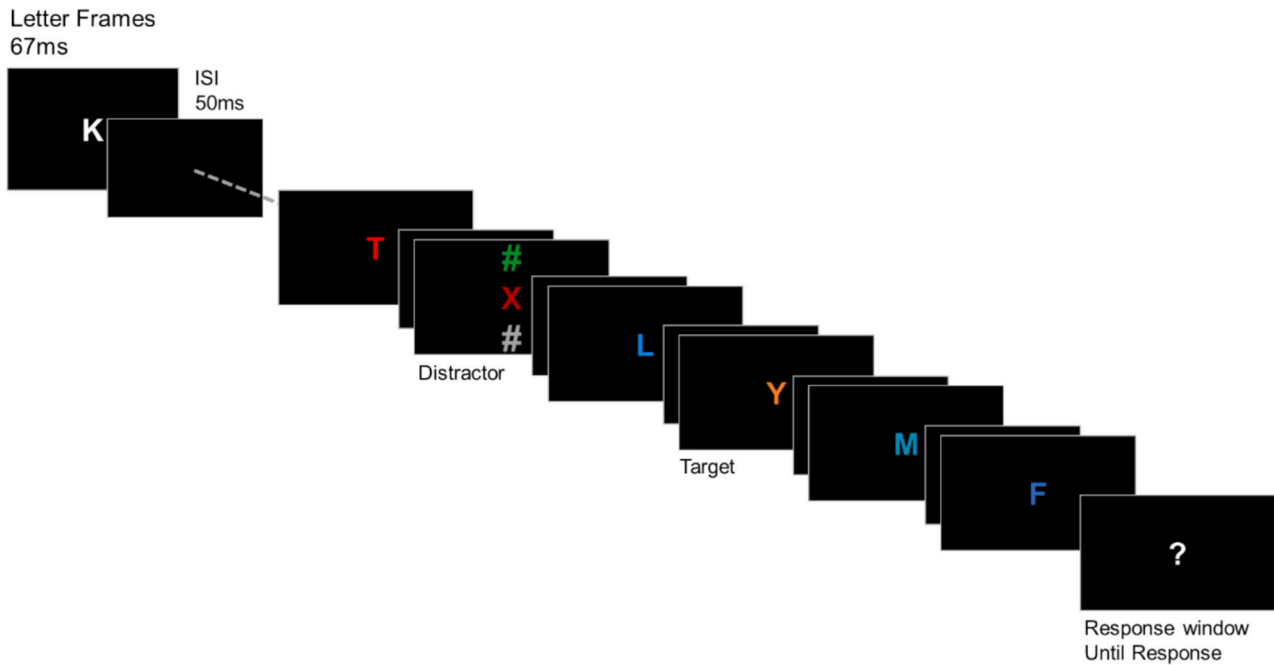 Letter Frames
67ms
ISI
50ms
K
T
#
X
#
Distractor
L
Y
Target
M
F
?
Response window
Until Response